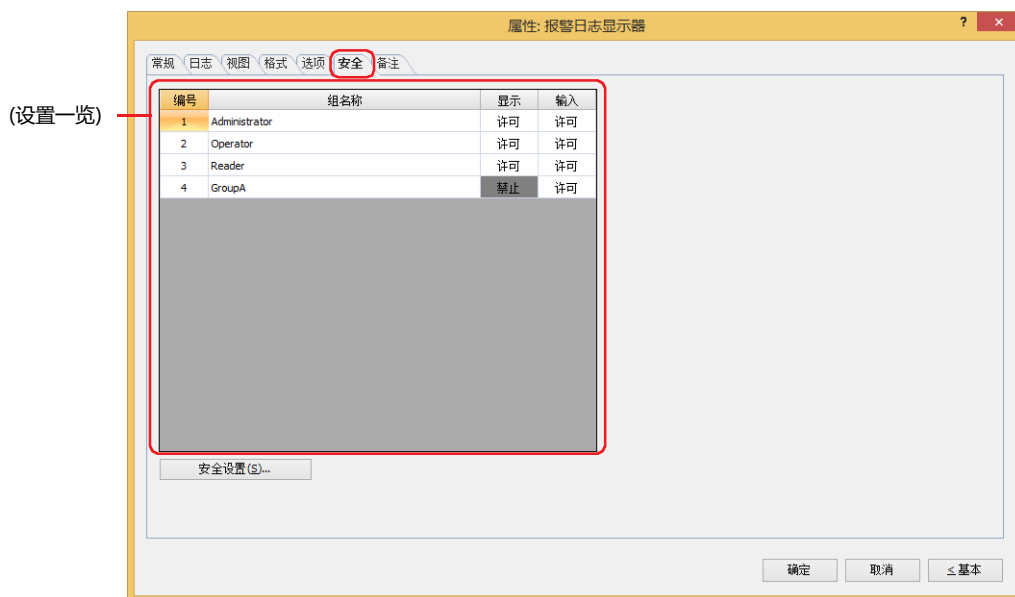 属性: 报警日志显示器 ? ×
常规 日志 视图 格式 选项 安全 备注
(设置一览)
编号 组名称 显示 输入
1 Administrator 许可 许可
2 Operator 许可 许可
3 Reader 许可 许可
4 GroupA 禁止 许可
安全设置(S)...
确定 取消 ≤基本